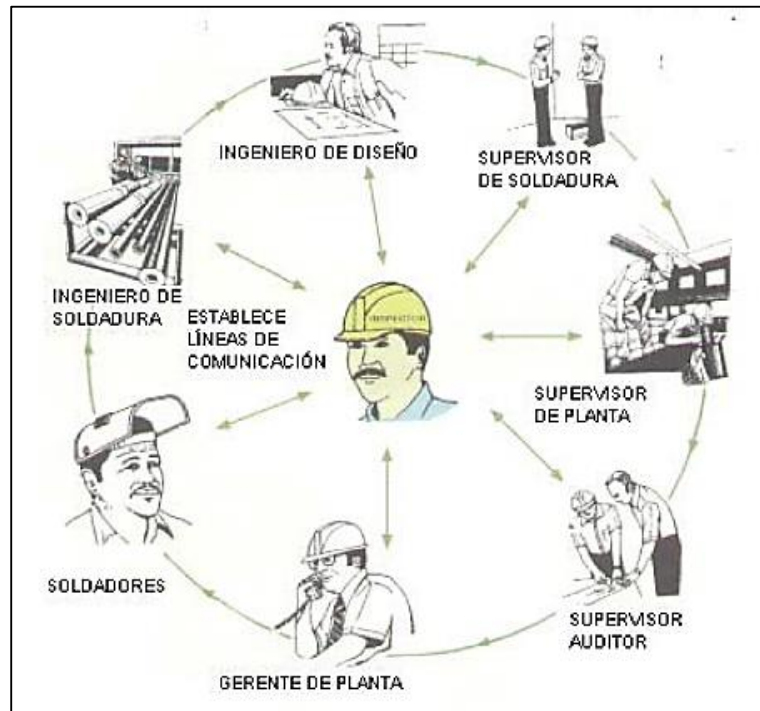 INGENIERO DE DISEÑO
SUPERVISOR
DE SOLDADURA
INGENIERO DE
SOLDADURA
ESTABLECE
LÍNEAS DE
COMUNICACIÓN
SUPERVISOR
DE PLANTA
SOLDADORES
SUPERVISOR
AUDITOR
GERENTE DE PLANTA